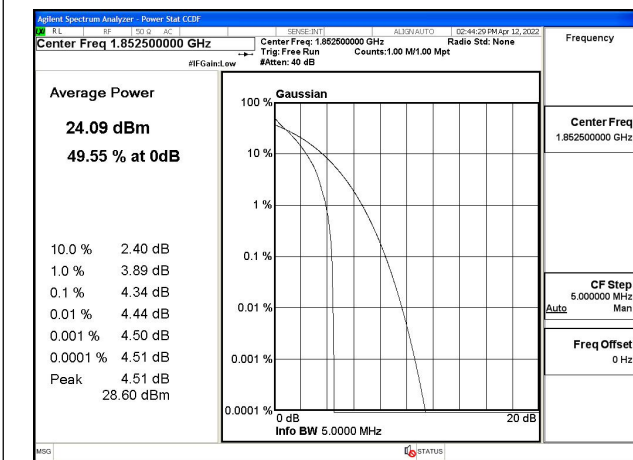 Agilent Spectrum Analyzer - Power Stat CCDF
LXI RL RF 50 Ω AC SENSE:INT ALIGN AUTO 02:44:29 PM Apr 12, 2022
Center Freq 1.852500000 GHz
Center Freq: 1.852500000 GHz Radio Std: None
Trig: Free Run Counts:1.00 M/1.00 Mpt
#IFGain:Low #Atten: 40 dB
Frequency
Average Power
24.09 dBm
49.55 % at 0dB
10.0 % 2.40 dB
1.0 % 3.89 dB
0.1 % 4.34 dB
0.01 % 4.44 dB
0.001 % 4.50 dB
0.0001 % 4.51 dB
Peak 4.51 dB
28.60 dBm
Gaussian
100 %
10 %
1 %
0.1 %
0.01 %
0.001 %
0.0001 %
0 dB 20 dB
Info BW 5.0000 MHz
Center Freq
1.852500000 GHz
CF Step
5.000000 MHz
Auto Man
Freq Offset
0 Hz
MSG STATUS